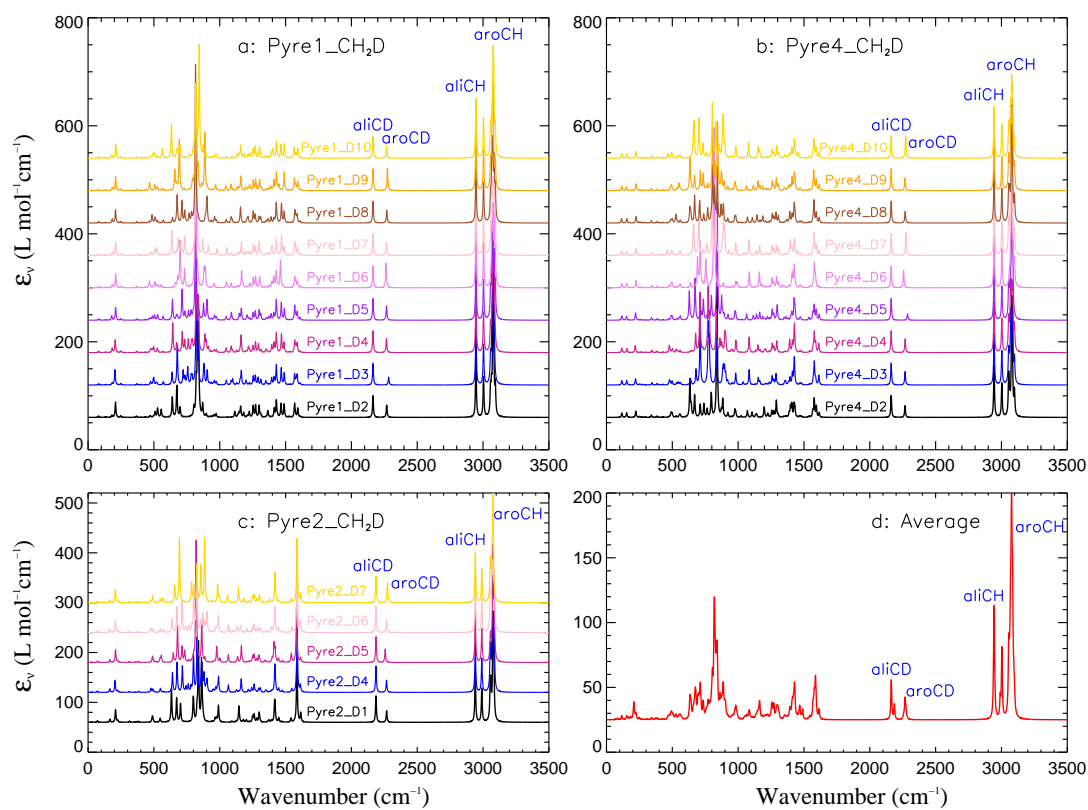 a: Pyre1_CH₂D
aroCH
aliCH
aliCD
aroCD
Pyre1_D10
Pyre1_D9
Pyre1_D8
Pyre1_D7
Pyre1_D6
Pyre1_D5
Pyre1_D4
Pyre1_D3
Pyre1_D2
800
600
400
200
0
εᵥ (L mol⁻¹cm⁻¹)
0 500 1000 1500 2000 2500 3000 3500
b: Pyre4_CH₂D
aroCH
aliCH
aliCD
aroCD
Pyre4_D10
Pyre4_D9
Pyre4_D8
Pyre4_D7
Pyre4_D6
Pyre4_D5
Pyre4_D4
Pyre4_D3
Pyre4_D2
800
600
400
200
0
0 500 1000 1500 2000 2500 3000 3500
c: Pyre2_CH₂D
aroCH
aliCH
aliCD
aroCD
Pyre2_D7
Pyre2_D6
Pyre2_D5
Pyre2_D4
Pyre2_D1
500
400
300
200
100
0
εᵥ (L mol⁻¹cm⁻¹)
0 500 1000 1500 2000 2500 3000 3500
Wavenumber (cm⁻¹)
d: Average
aroCH
aliCH
aliCD
aroCD
200
150
100
50
0
0 500 1000 1500 2000 2500 3000 3500
Wavenumber (cm⁻¹)